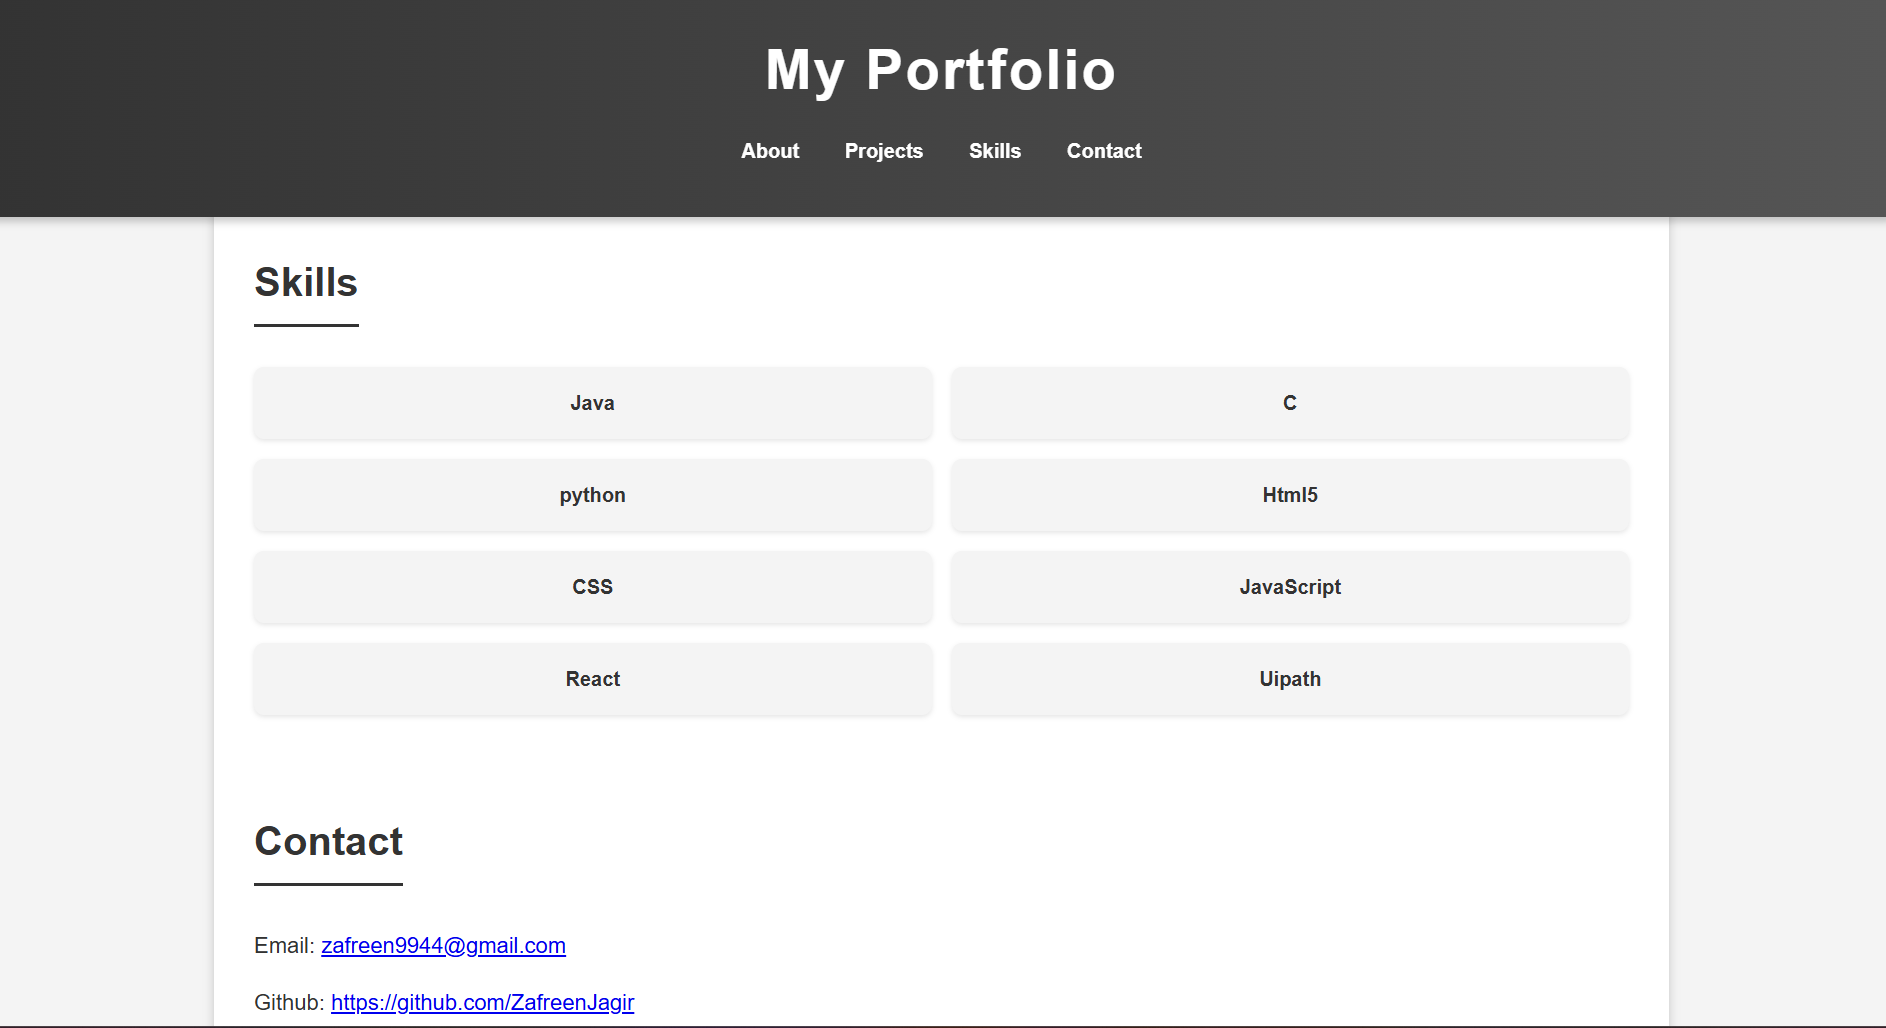 My Portfolio
About Projects Skills Contact
Skills
Java C
python Html5
CSS JavaScript
React Uipath
Contact
Email: zafreen9944@gmail.com
Github: https://github.com/ZafreenJagir